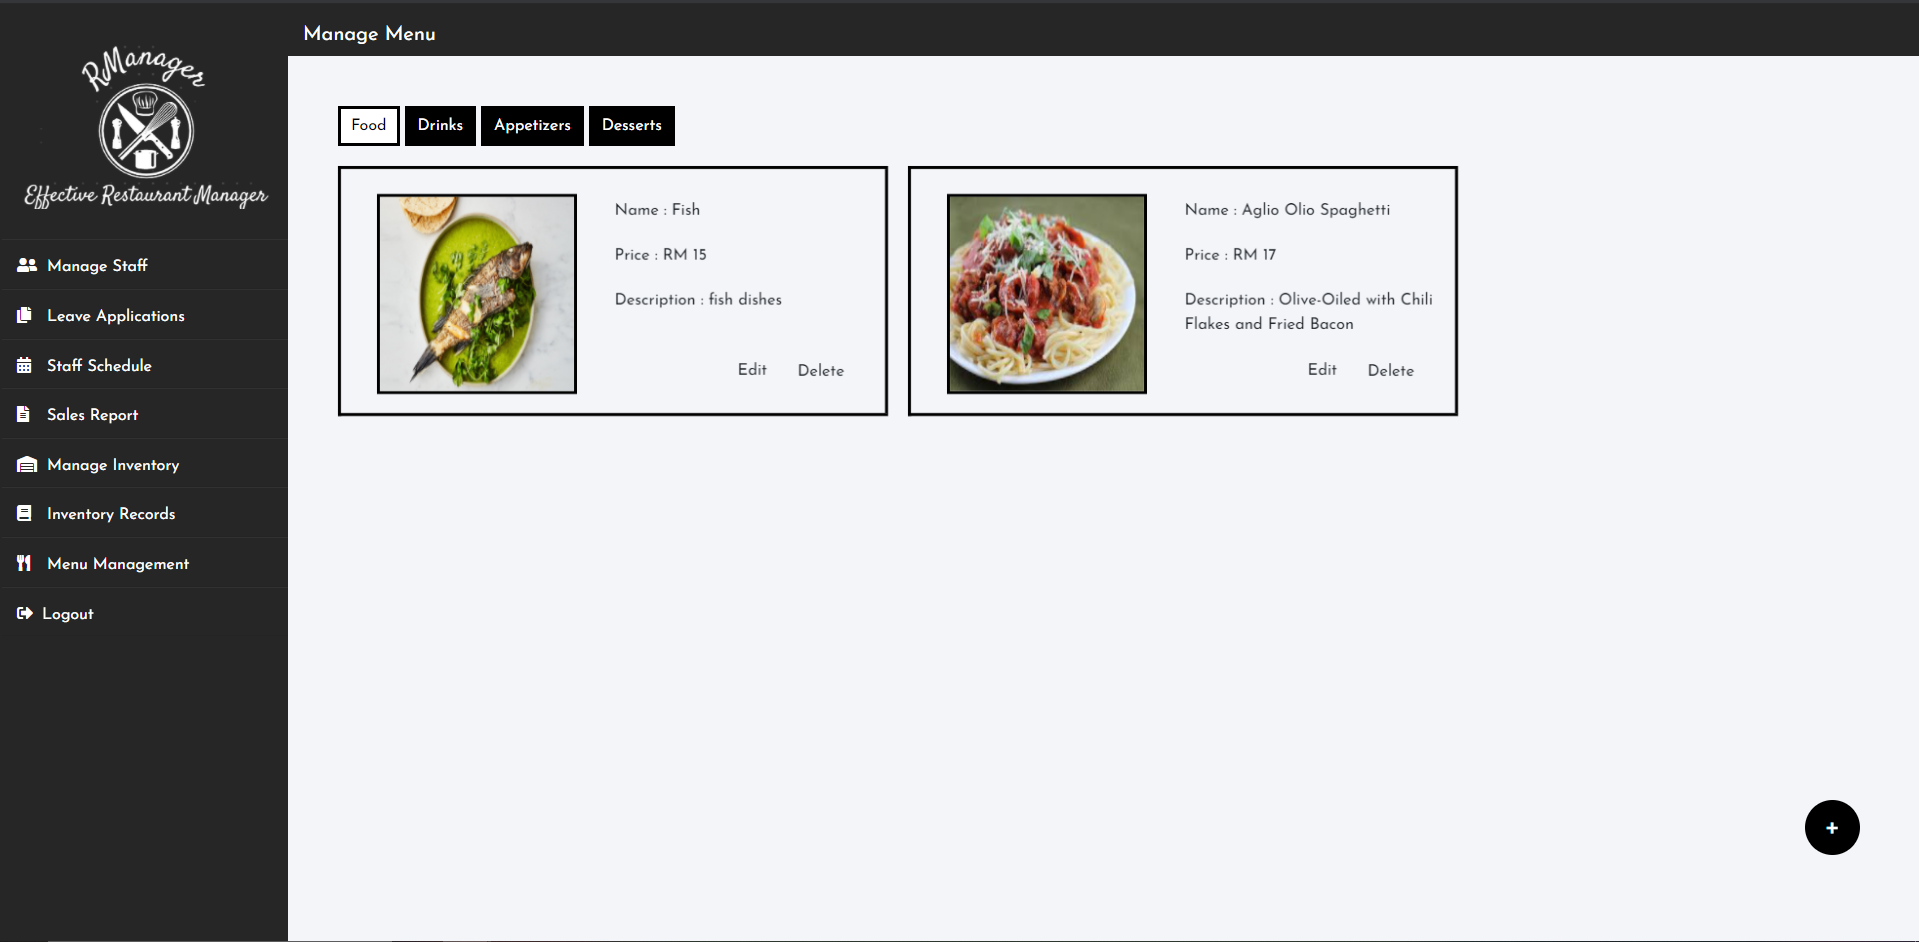 RManager
Effective Restaurant Manager
Manage Staff
Leave Applications
Staff Schedule
Sales Report
Manage Inventory
Inventory Records
Menu Management
Logout
Manage Menu
Food Drinks Appetizers Desserts
Name : Fish
Price : RM 15
Description : fish dishes
Edit Delete
Name : Aglio Olio Spaghetti
Price : RM 17
Description : Olive-Oiled with Chili
Flakes and Fried Bacon
Edit Delete
+